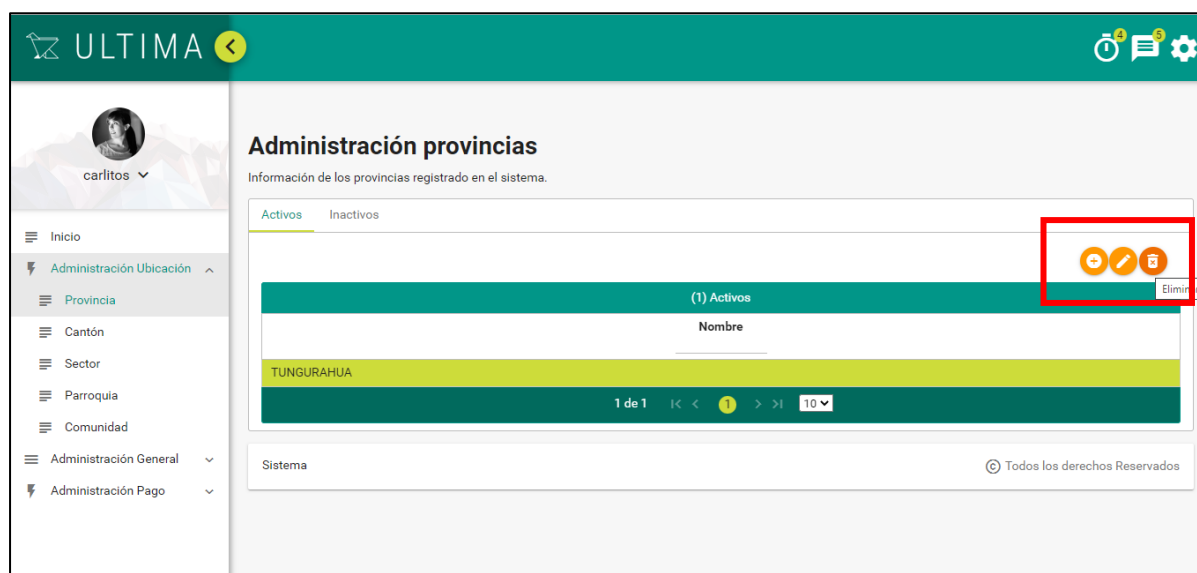 ULTIMA
4
5
carlitos
Inicio
Administración Ubicación
Provincia
Cantón
Sector
Parroquia
Comunidad
Administración General
Administración Pago
Administración provincias
Información de los provincias registrado en el sistema.
Activos Inactivos
Elimin
(1) Activos
Nombre
TUNGURAHUA
1 de 1 1 10
Sistema © Todos los derechos Reservados